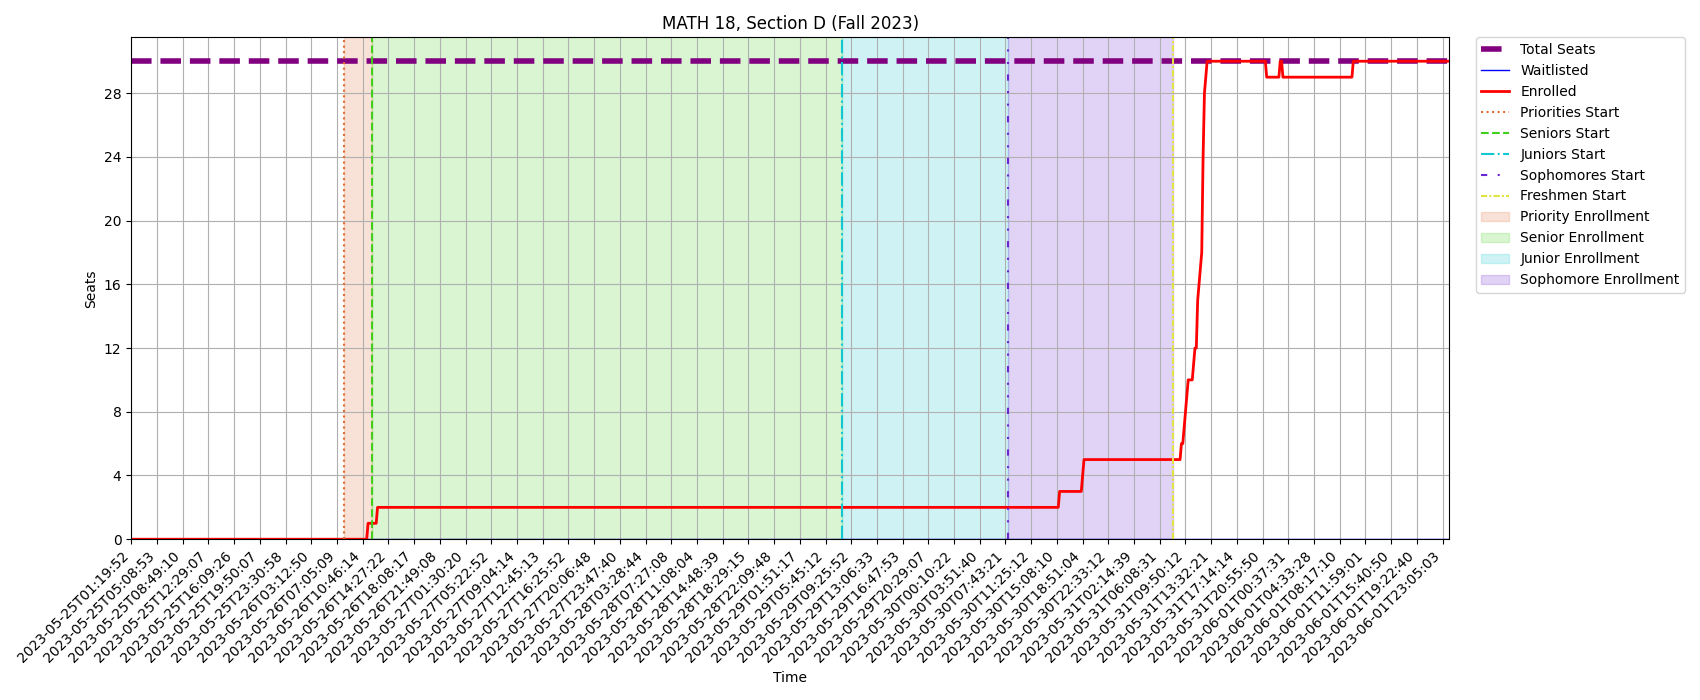 MATH 18, Section D (Fall 2023)
Seats
28
24
20
16
12
8
4
0
2023-05-25T01:19:52
2023-05-25T05:08:53
2023-05-25T08:49:10
2023-05-25T12:29:07
2023-05-25T16:09:26
2023-05-25T19:50:07
2023-05-25T23:30:58
2023-05-26T03:12:50
2023-05-26T07:05:09
2023-05-26T10:46:14
2023-05-26T14:27:22
2023-05-26T18:08:17
2023-05-26T21:49:08
2023-05-27T01:30:20
2023-05-27T05:22:52
2023-05-27T09:04:14
2023-05-27T12:45:13
2023-05-27T16:25:52
2023-05-27T20:06:48
2023-05-27T23:47:40
2023-05-28T03:28:44
2023-05-28T07:27:08
2023-05-28T11:08:04
2023-05-28T14:48:39
2023-05-28T18:29:15
2023-05-28T22:09:48
2023-05-29T01:51:17
2023-05-29T05:45:12
2023-05-29T09:25:52
2023-05-29T13:06:33
2023-05-29T16:47:53
2023-05-29T20:29:07
2023-05-30T00:10:22
2023-05-30T03:51:40
2023-05-30T07:43:21
2023-05-30T11:25:12
2023-05-30T15:08:10
2023-05-30T18:51:04
2023-05-30T22:33:12
2023-05-31T02:14:39
2023-05-31T06:08:31
2023-05-31T09:50:12
2023-05-31T13:32:21
2023-05-31T17:14:14
2023-05-31T20:55:50
2023-06-01T00:37:31
2023-06-01T04:33:28
2023-06-01T08:17:10
2023-06-01T11:59:01
2023-06-01T15:40:50
2023-06-01T19:22:40
2023-06-01T23:05:03
Time
Total Seats
Waitlisted
Enrolled
Priorities Start
Seniors Start
Juniors Start
Sophomores Start
Freshmen Start
Priority Enrollment
Senior Enrollment
Junior Enrollment
Sophomore Enrollment